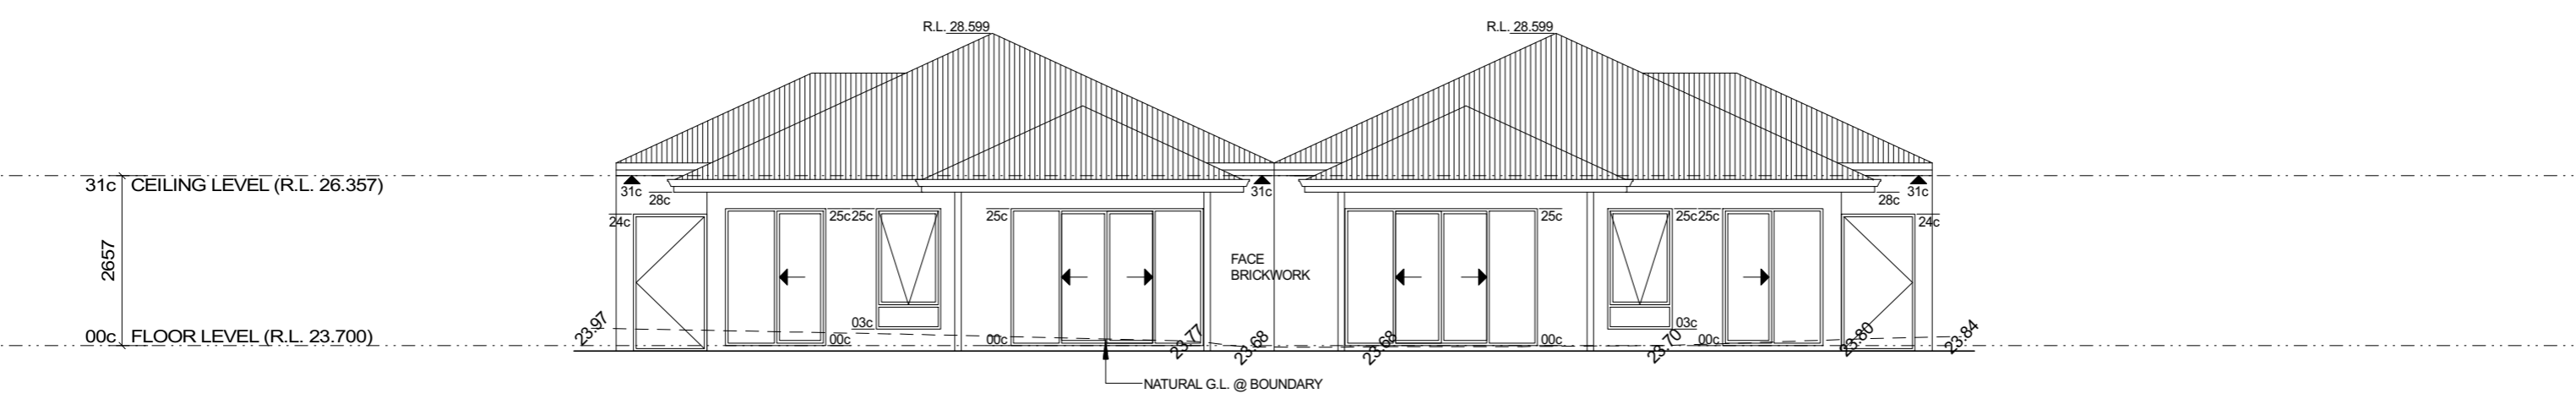 R.L. 28.599
R.L. 28.599
31c CEILING LEVEL (R.L. 26.357)
31c
31c
31c
28c
28c
24c
25c
25c
25c
25c
25c
25c
24c
2657
FACE
BRICKWORK
23.97
03c
03c
00c FLOOR LEVEL (R.L. 23.700)
00c
00c
23.77
23.68
23.68
00c
23.70
00c
23.80
23.84
NATURAL G.L. @ BOUNDARY